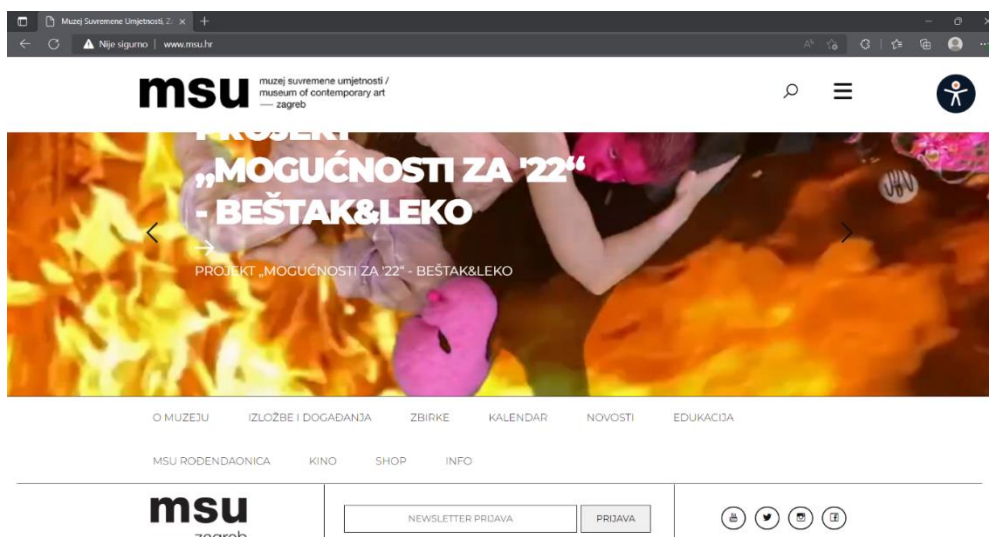 Muzej Suvremene Umjetnosti, Z
Nije sigurno | www.msu.hr
msu
muzej suvremene umjetnosti /
museum of contemporary art
— zagreb
PROJEKT
„MOGUĆNOSTI ZA '22“
- BEŠTAK&LEKO
PROJEKT „MOGUĆNOSTI ZA '22“ - BEŠTAK&LEKO
O MUZEJU IZLOŽBE I DOGAĐANJA ZBIRKE KALENDAR NOVOSTI EDUKACIJA
MSU ROĐENDAONICA KINO SHOP INFO
msu
zagreb
NEWSLETTER PRIJAVA PRIJAVA